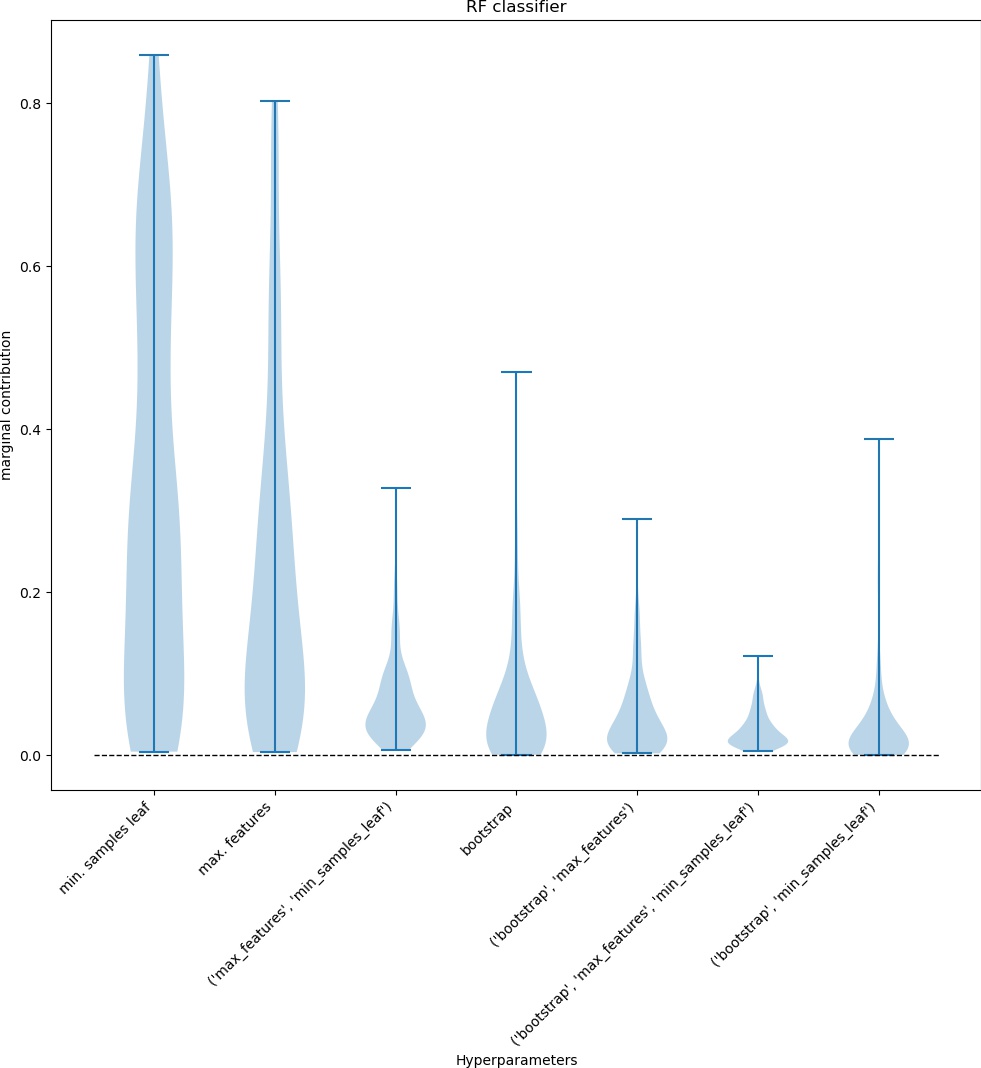 RF classifier
0.8
0.6
0.4
0.2
0.0
marginal contribution
min. samples leaf
max. features
('max_features', 'min_samples_leaf')
bootstrap
('bootstrap', 'max_features')
('bootstrap', 'max_features', 'min_samples_leaf')
('bootstrap', 'min_samples_leaf')
Hyperparameters